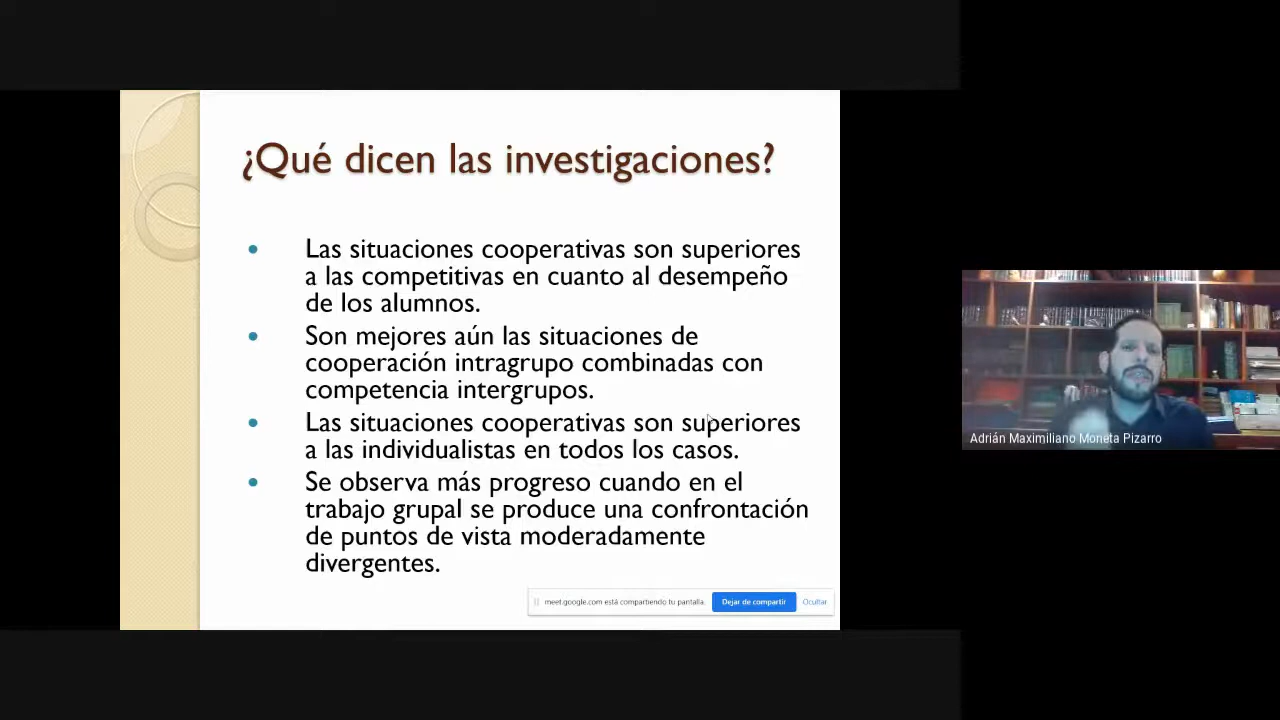 ¿Qué dicen las investigaciones?
• Las situaciones cooperativas son superiores
a las competitivas en cuanto al desempeño
de los alumnos.
• Son mejores aún las situaciones de
cooperación intragrupo combinadas con
competencia intergrupos.
• Las situaciones cooperativas son superiores
a las individualistas en todos los casos.
• Se observa más progreso cuando en el
trabajo grupal se produce una confrontación
de puntos de vista moderadamente
divergentes.
meet.google.com está compartiendo tu pantalla.
Dejar de compartir
Ocultar
Adrián Maximiliano Moneta Pizarro